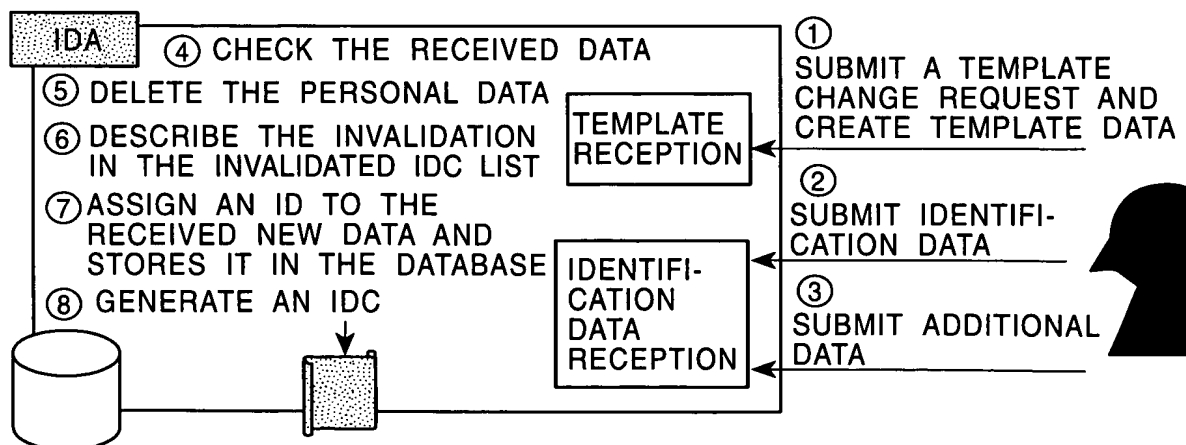 IDA
④ CHECK THE RECEIVED DATA
⑤ DELETE THE PERSONAL DATA
⑥ DESCRIBE THE INVALIDATION
IN THE INVALIDATED IDC LIST
⑦ ASSIGN AN ID TO THE
RECEIVED NEW DATA AND
STORES IT IN THE DATABASE
⑧ GENERATE AN IDC
TEMPLATE
RECEPTION
IDENTIFI-
CATION
DATA
RECEPTION
①
SUBMIT A TEMPLATE
CHANGE REQUEST AND
CREATE TEMPLATE DATA
②
SUBMIT IDENTIFI-
CATION DATA
③
SUBMIT ADDITIONAL
DATA